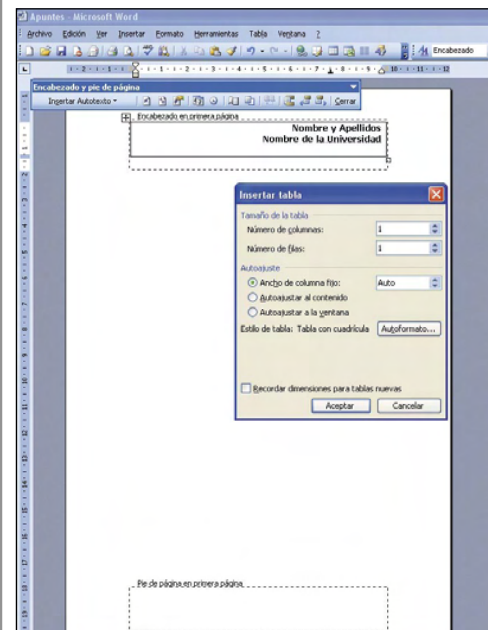 Apuntes - Microsoft Word
Archivo Edición Ver Insertar Formato Herramientas Tabla Ventana ?
Encabezado
Encabezado y pie de página
Insertar Autotexto Cerrar
Encabezado en primera página
Nombre y Apellidos
Nombre de la Universidad
Insertar tabla
Tamaño de la tabla
Número de columnas: 1
Número de filas: 1
Autoajuste
Ancho de columna fijo: Auto
Autoajustar al contenido
Autoajustar a la ventana
Estilo de tabla: Tabla con cuadrícula Autoformato...
Recordar dimensiones para tablas nuevas
Aceptar Cancelar
Pie de página en primera página